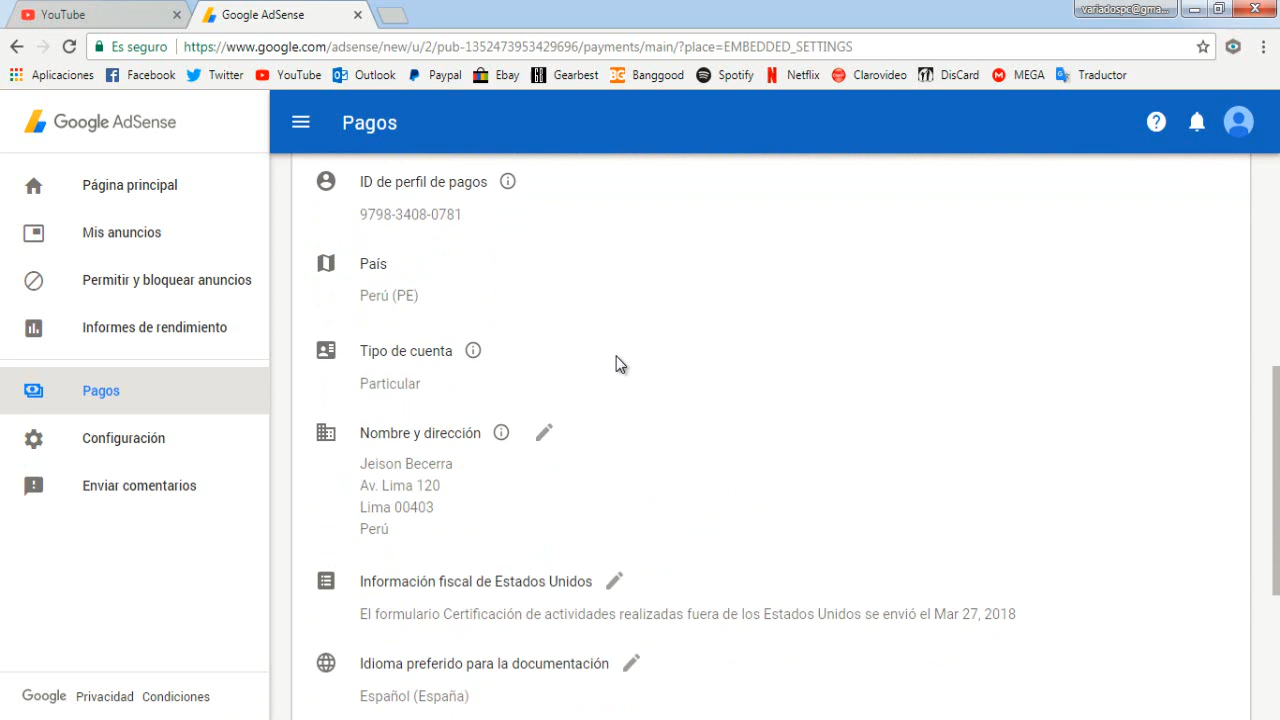 YouTube
Google AdSense
variadospc@gma...
Es seguro
https://www.google.com/adsense/new/u/2/pub-1352473953429696/payments/main/?place=EMBEDDED_SETTINGS
Aplicaciones Facebook Twitter YouTube Outlook Paypal Ebay Gearbest Banggood Spotify Netflix Clarovideo DisCard MEGA Traductor
Google AdSense
Pagos
Página principal
Mis anuncios
Permitir y bloquear anuncios
Informes de rendimiento
Pagos
Configuración
Enviar comentarios
Google Privacidad Condiciones
ID de perfil de pagos
9798-3408-0781
País
Perú (PE)
Tipo de cuenta
Particular
Nombre y dirección
Jeison Becerra
Av. Lima 120
Lima 00403
Perú
Información fiscal de Estados Unidos
El formulario Certificación de actividades realizadas fuera de los Estados Unidos se envió el Mar 27, 2018
Idioma preferido para la documentación
Español (España)